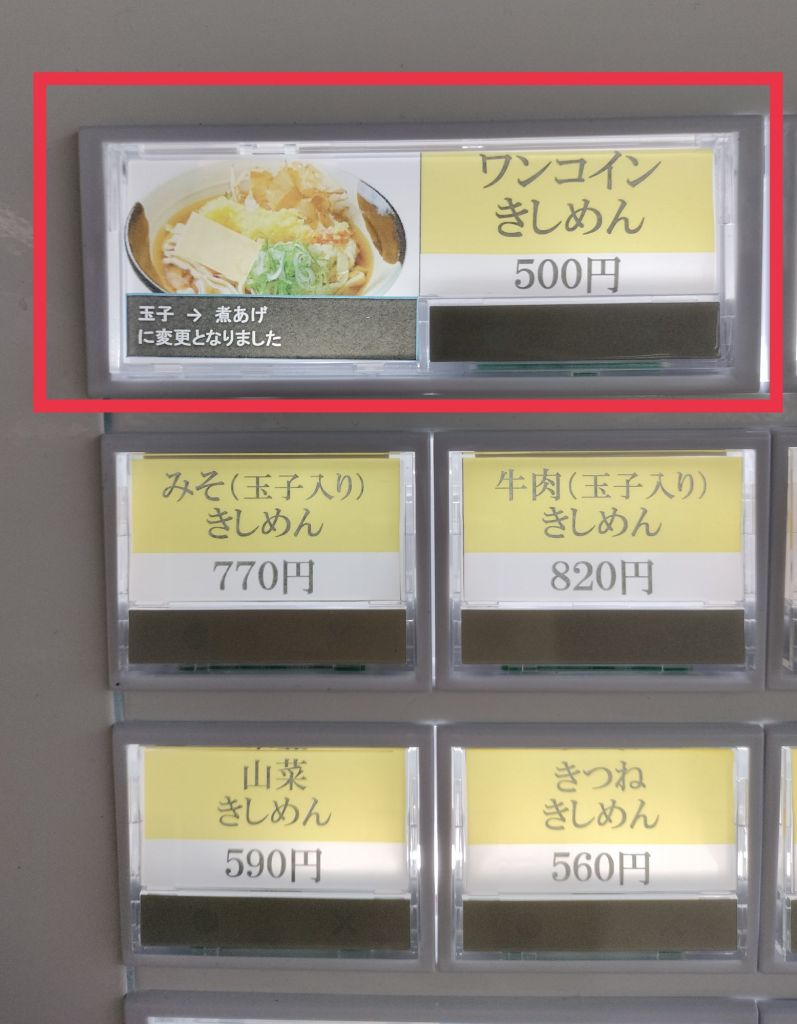 ワンコイン
きしめん
500円
玉子 → 煮あげ
に変更となりました
みそ(玉子入り)
きしめん
770円
牛肉(玉子入り)
きしめん
820円
山菜
きしめん
590円
きつね
きしめん
560円